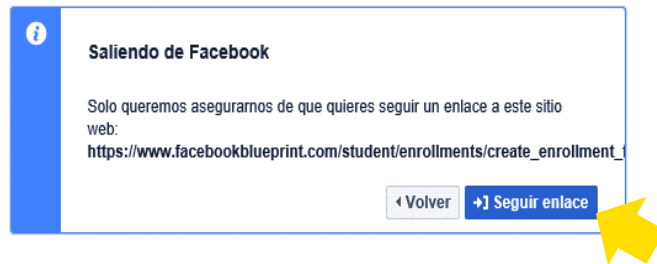 Saliendo de Facebook
Solo queremos asegurarnos de que quieres seguir un enlace a este sitio
web:
https://www.facebookblueprint.com/student/enrollments/create_enrollment_
Volver
Seguir enlace